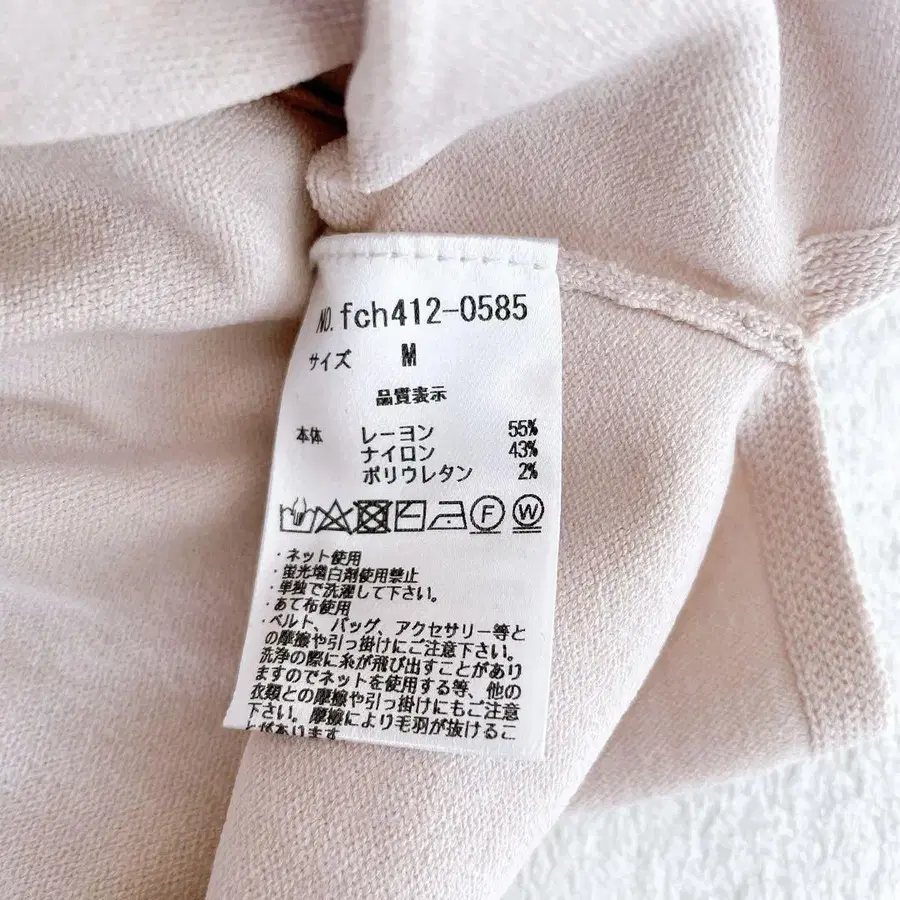 NO. fch412-0585
サイズ M
品質表示
本体 レーヨン 55%
ナイロン 43%
ポリウレタン 2%
F W
・ネット使用
・蛍光増白剤使用禁止
・単独で洗濯して下さい。
・あて布使用
・ベルト、バッグ、アクセサリー等と
の摩擦や引っ掛けにご注意下さい。
洗浄の際に糸が飛び出すことがあり
ますのでネットを使用する等、他の
衣類との摩擦や引っ掛けにもご注意
下さい。摩擦により毛羽が抜けるこ
とがあります